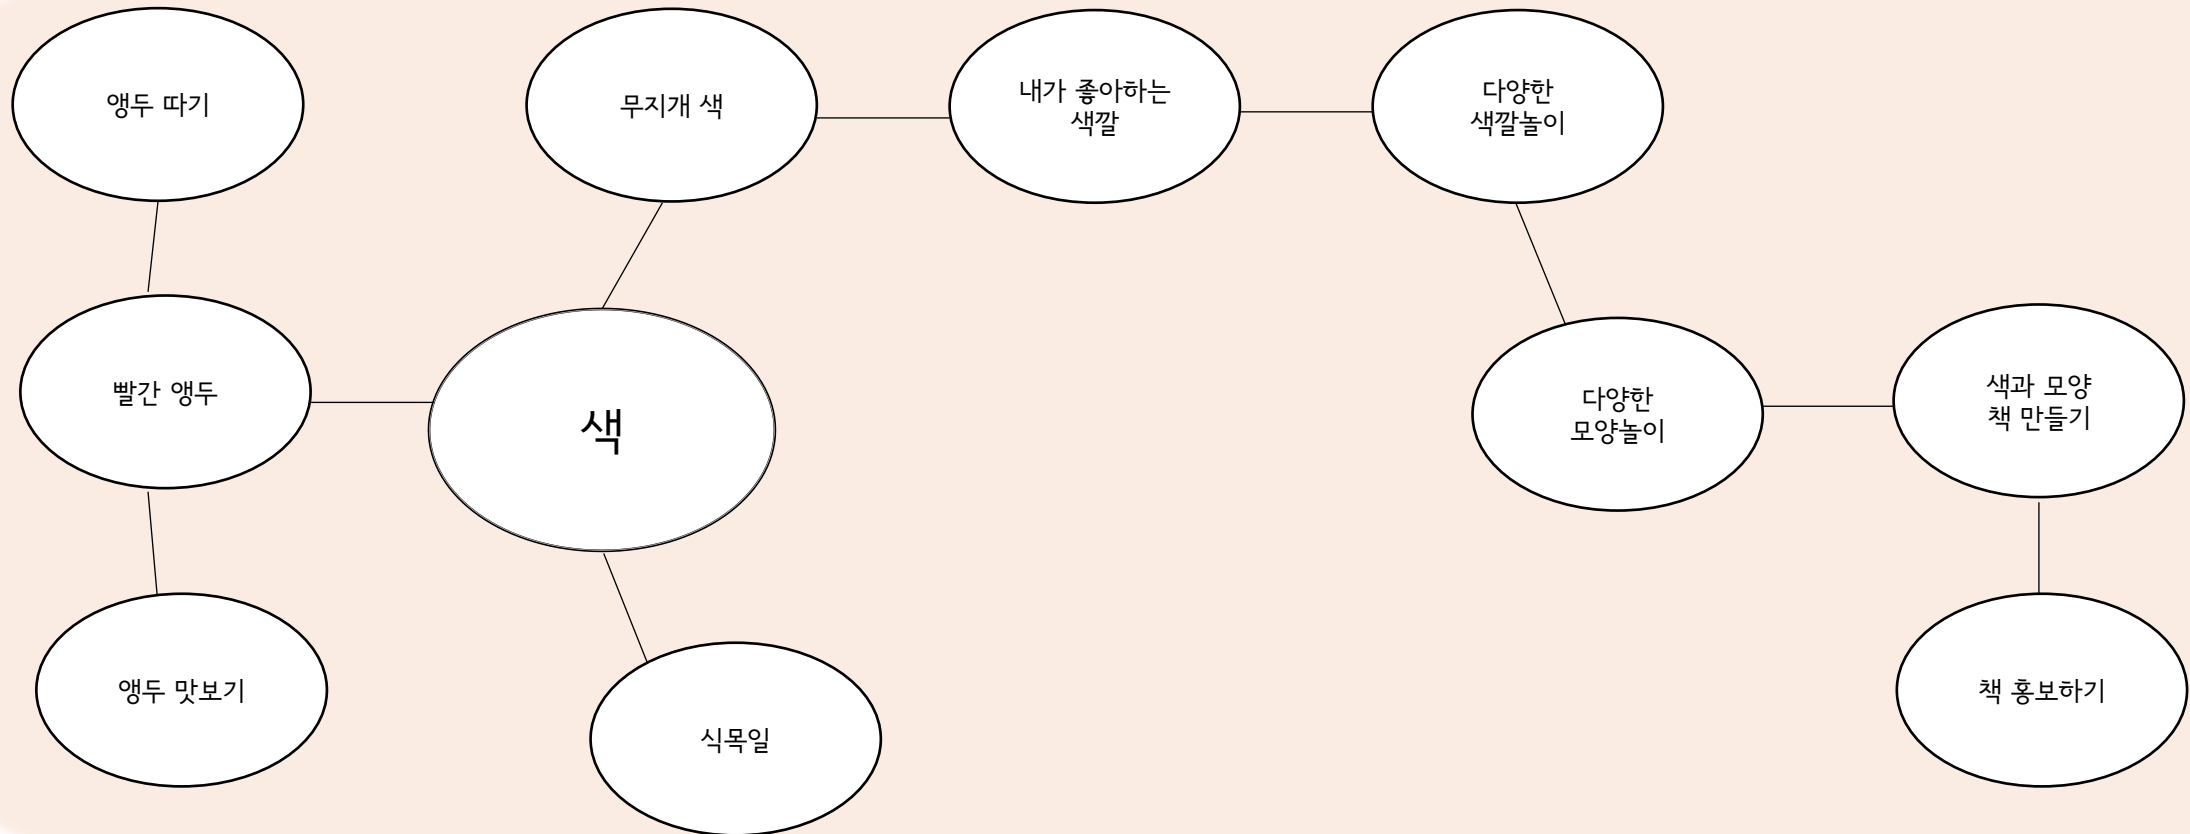 앵두 따기
무지개 색
내가 좋아하는
색깔
다양한
색깔놀이
빨간 앵두
색
다양한
모양놀이
색과 모양
책 만들기
앵두 맛보기
식목일
책 홍보하기